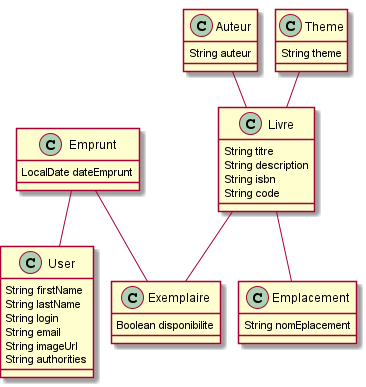 C Auteur
String auteur
C Theme
String theme
C Livre
String titre
String description
String isbn
String code
C Emprunt
LocalDate dateEmprunt
C User
String firstName
String lastName
String login
String email
String imageUrl
String authorities
C Exemplaire
Boolean disponibilite
C Emplacement
String nomEplacement